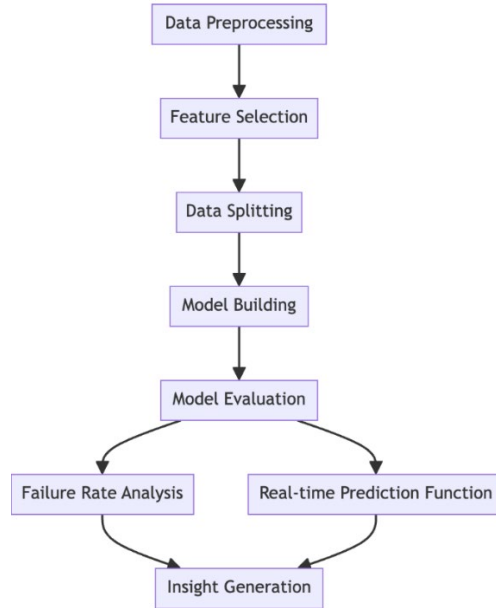 Data Preprocessing
Feature Selection
Data Splitting
Model Building
Model Evaluation
Failure Rate Analysis
Real-time Prediction Function
Insight Generation